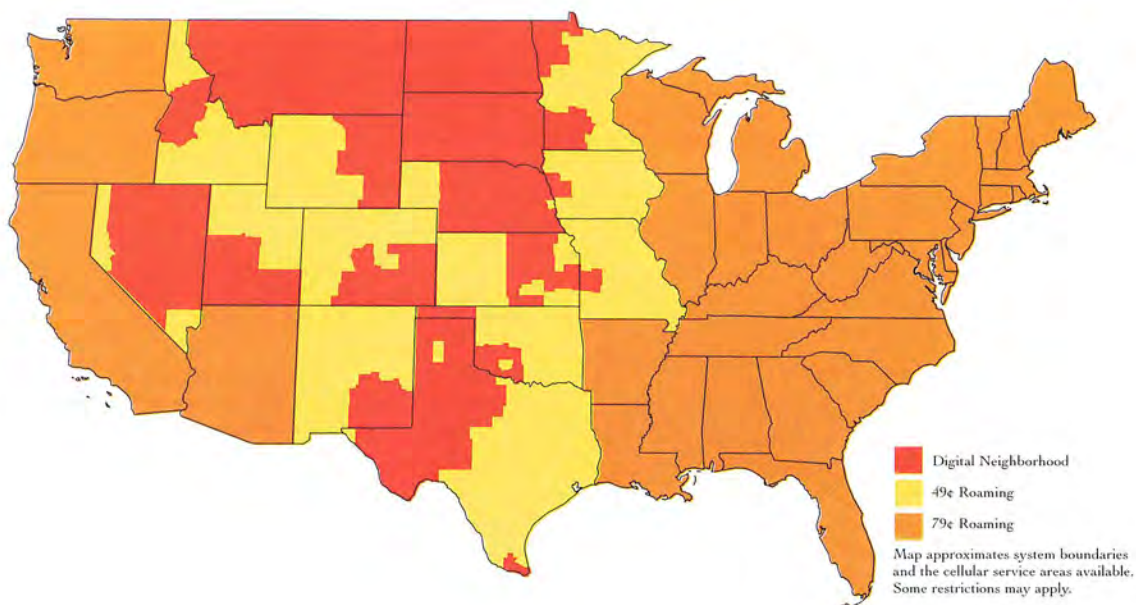 Digital Neighborhood
49¢ Roaming
79¢ Roaming
Map approximates system boundaries
and the cellular service areas available.
Some restrictions may apply.